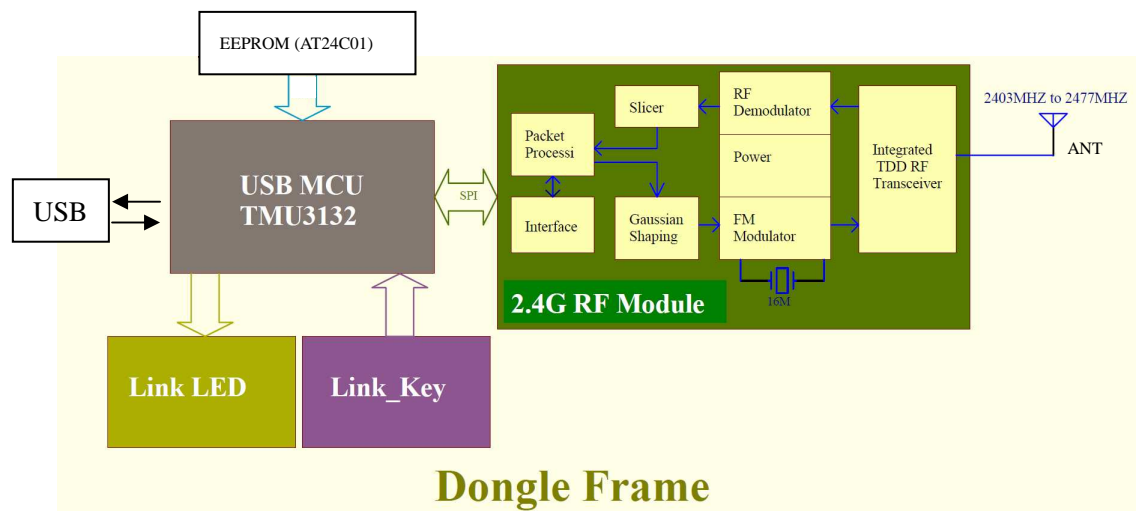 EEPROM (AT24C01)
USB MCU
TMU3132
USB
SPI
Slicer
RF
Demodulator
Packet
Processi
Power
Integrated
TDD RF
Transceiver
Interface
Gaussian
Shaping
FM
Modulator
16M
2.4G RF Module
2403MHZ to 2477MHZ
ANT
Link LED
Link_Key
Dongle Frame